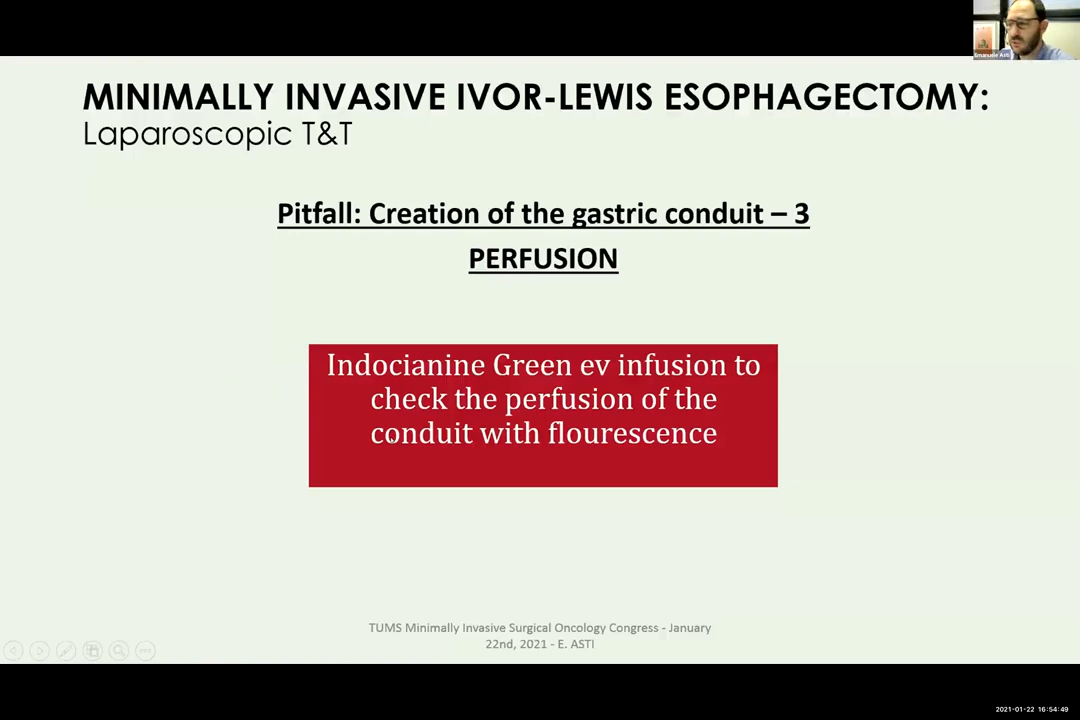 Emanuele Asti
MINIMALLY INVASIVE IVOR-LEWIS ESOPHAGECTOMY:
Laparoscopic T&T
Pitfall: Creation of the gastric conduit – 3
PERFUSION
Indocianine Green ev infusion to
check the perfusion of the
conduit with flourescence
TUMS Minimally Invasive Surgical Oncology Congress - January
22nd, 2021 - E. ASTI
2021-01-22 16:54:49